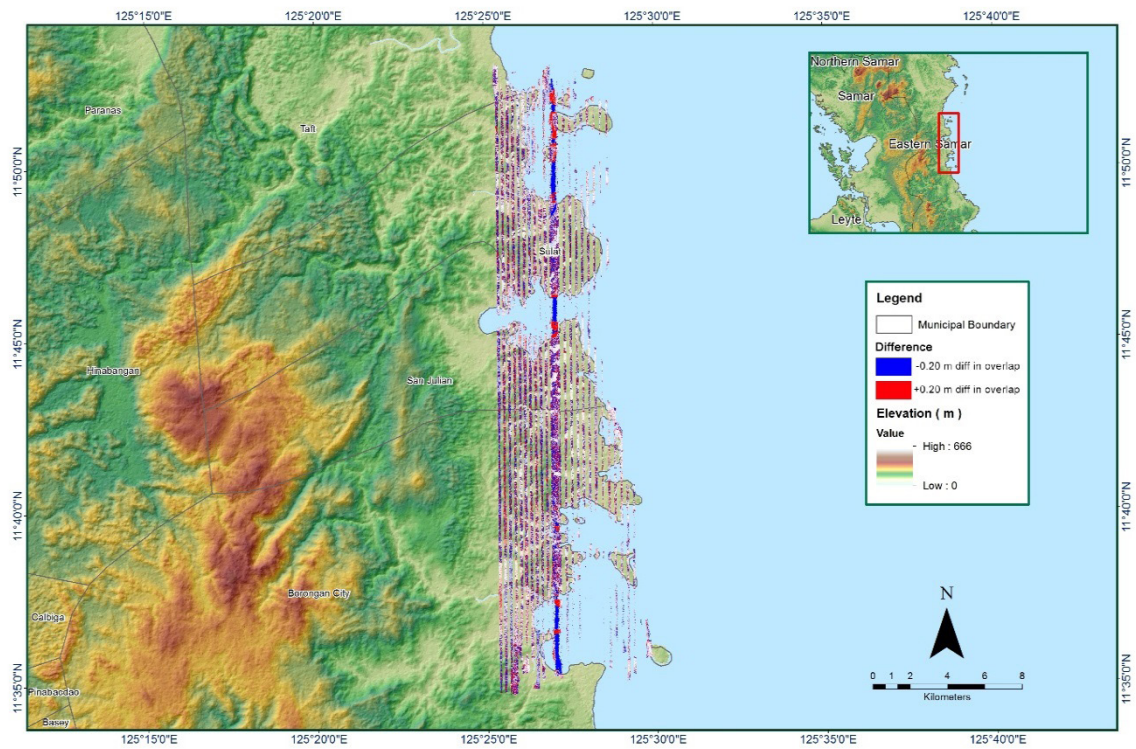 125°15'0"E 125°20'0"E 125°25'0"E 125°30'0"E 125°35'0"E 125°40'0"E
Northern Samar
Samar
Eastern Samar
Leyte
Paranas
Taft
11°50'0"N 11°50'0"N
Sulat
Legend
Municipal Boundary
Difference
-0.20 m diff in overlap
+0.20 m diff in overlap
Elevation ( m )
Value
High : 666
Low : 0
11°45'0"N 11°45'0"N
Hinabangan
San Julian
11°40'0"N 11°40'0"N
Borongan City
N
Calbiga
0 1 2 4 6 8
Kilometers
11°35'0"N 11°35'0"N
Pinabacdao
Basey
125°15'0"E 125°20'0"E 125°25'0"E 125°30'0"E 125°35'0"E 125°40'0"E